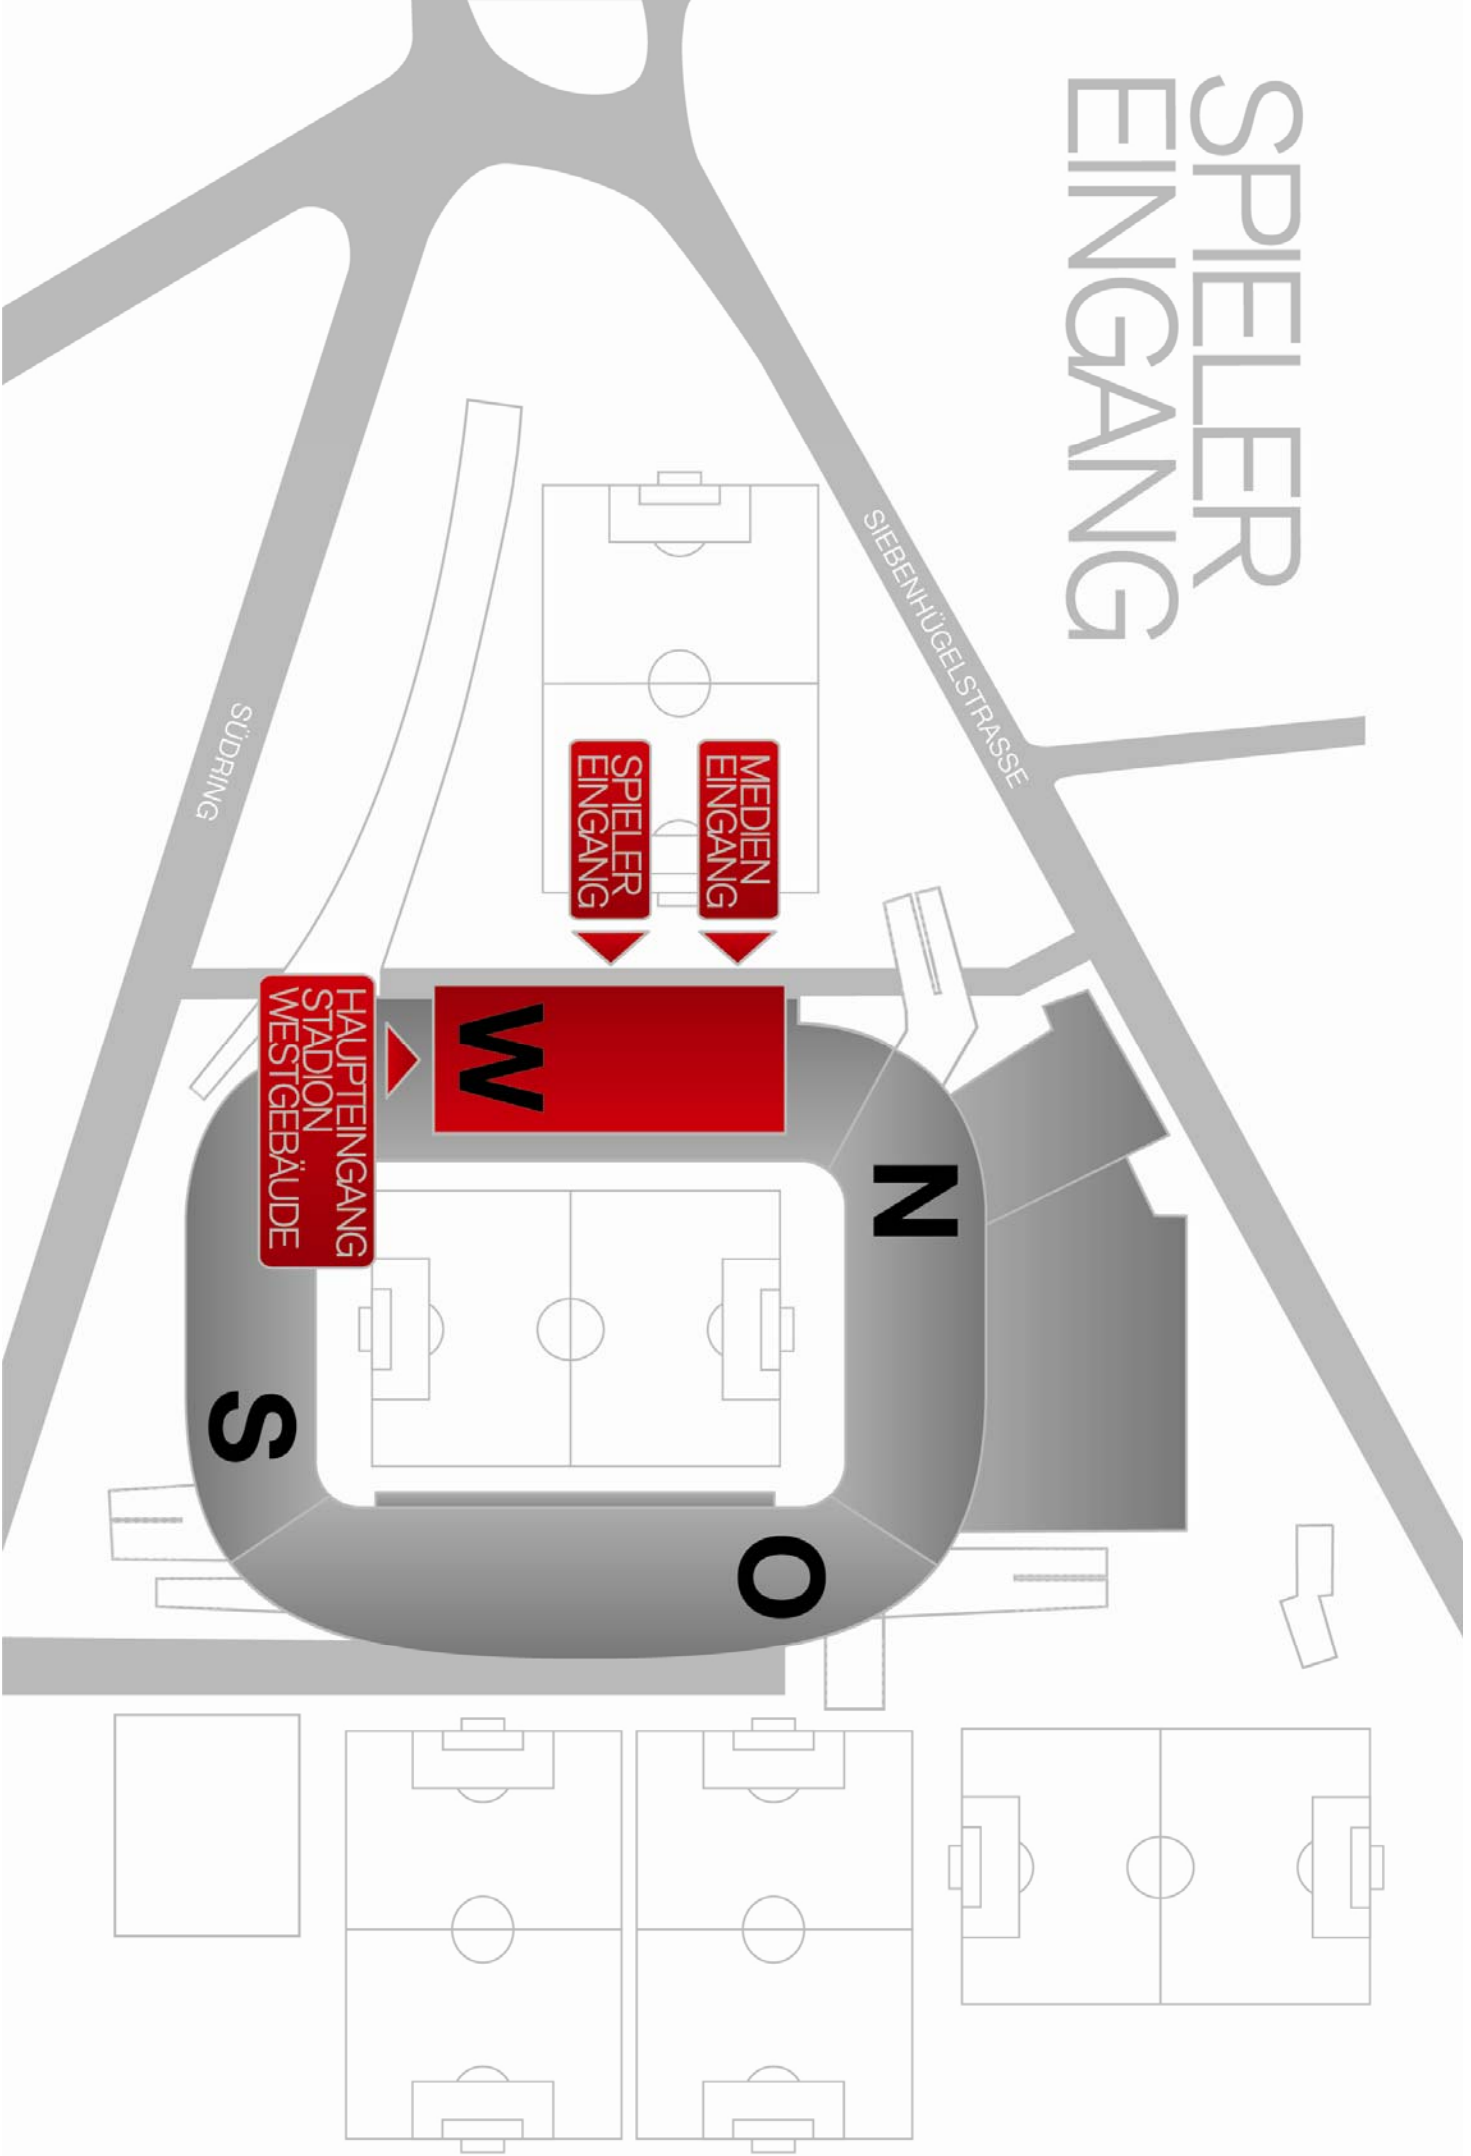 SPIELER
EINGANG
SIEBENHÜGELSTRASSE
MEDIEN
EINGANG
SPIELER
EINGANG
N
O
W
SÜDRING
HAUPTEINGANG
STADION
WESTGEBÄUDE
S